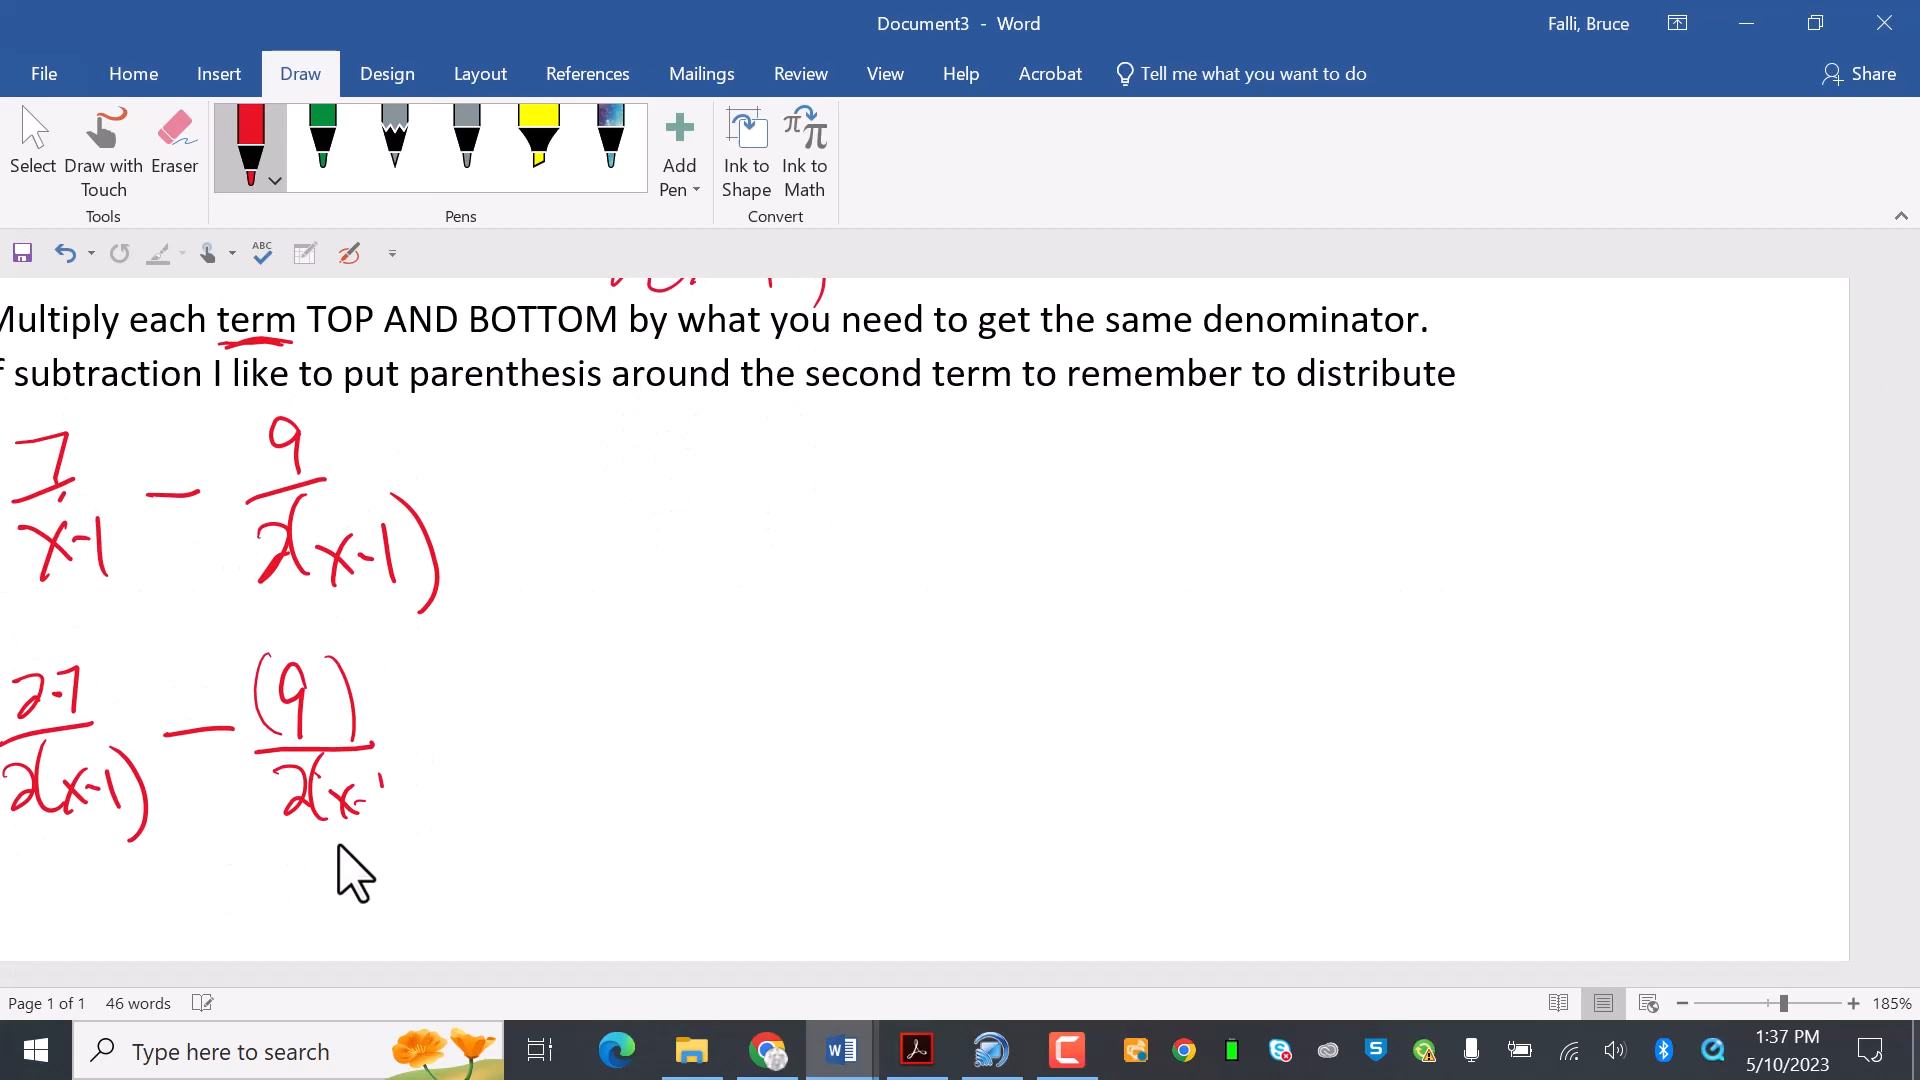 Document3 - Word
Falli, Bruce
File Home Insert Draw Design Layout References Mailings Review View Help Acrobat Tell me what you want to do Share
Select Draw with Touch Eraser
Add Pen
Ink to Shape Ink to Math
Tools Pens Convert
ABC
Multiply each term TOP AND BOTTOM by what you need to get the same denominator.
f subtraction I like to put parenthesis around the second term to remember to distribute
7/x-1 - 9/2(x-1)
2·7/2(x-1) - (9)/2(x-
Page 1 of 1 46 words 185%
Type here to search
1:37 PM
5/10/2023